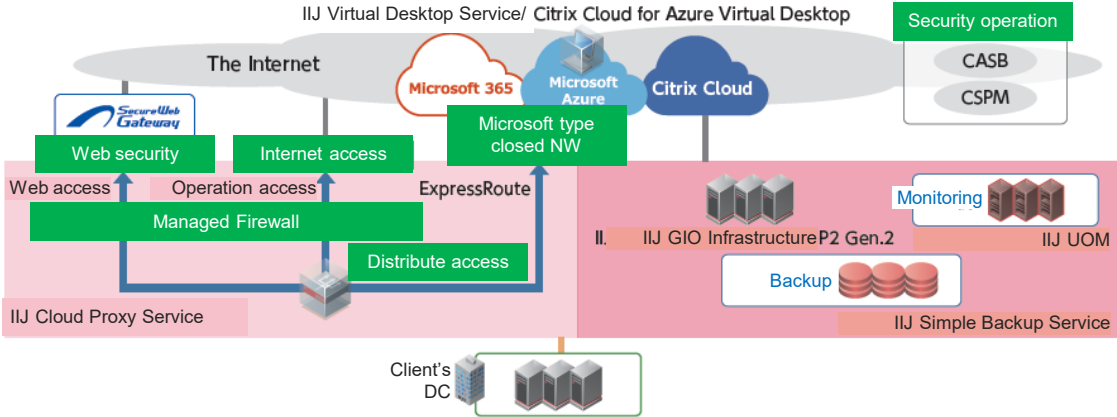 IIJ Virtual Desktop Service/ Citrix Cloud for Azure Virtual Desktop
Security operation
The Internet
Microsoft 365
Microsoft
Azure
Citrix Cloud
CASB
CSPM
SecureWeb
Gateway
Web security
Internet access
Microsoft type
closed NW
Web access
Operation access
ExpressRoute
Managed Firewall
Distribute access
IIJ Cloud Proxy Service
Monitoring
II. IIJ GIO Infrastructure P2 Gen.2
IIJ UOM
Backup
IIJ Simple Backup Service
Client's
DC